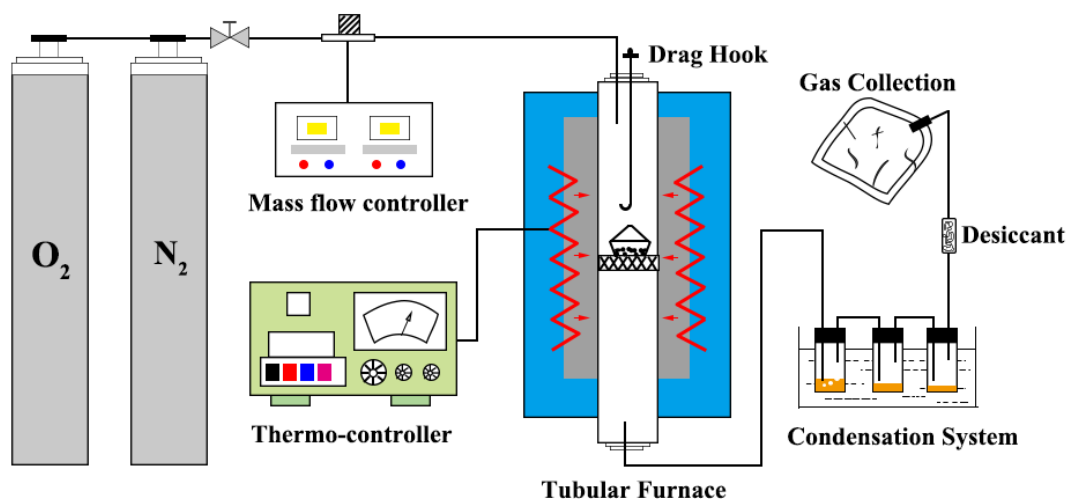 Drag Hook
Gas Collection
Mass flow controller
O2
N2
Desiccant
Thermo-controller
Condensation System
Tubular Furnace